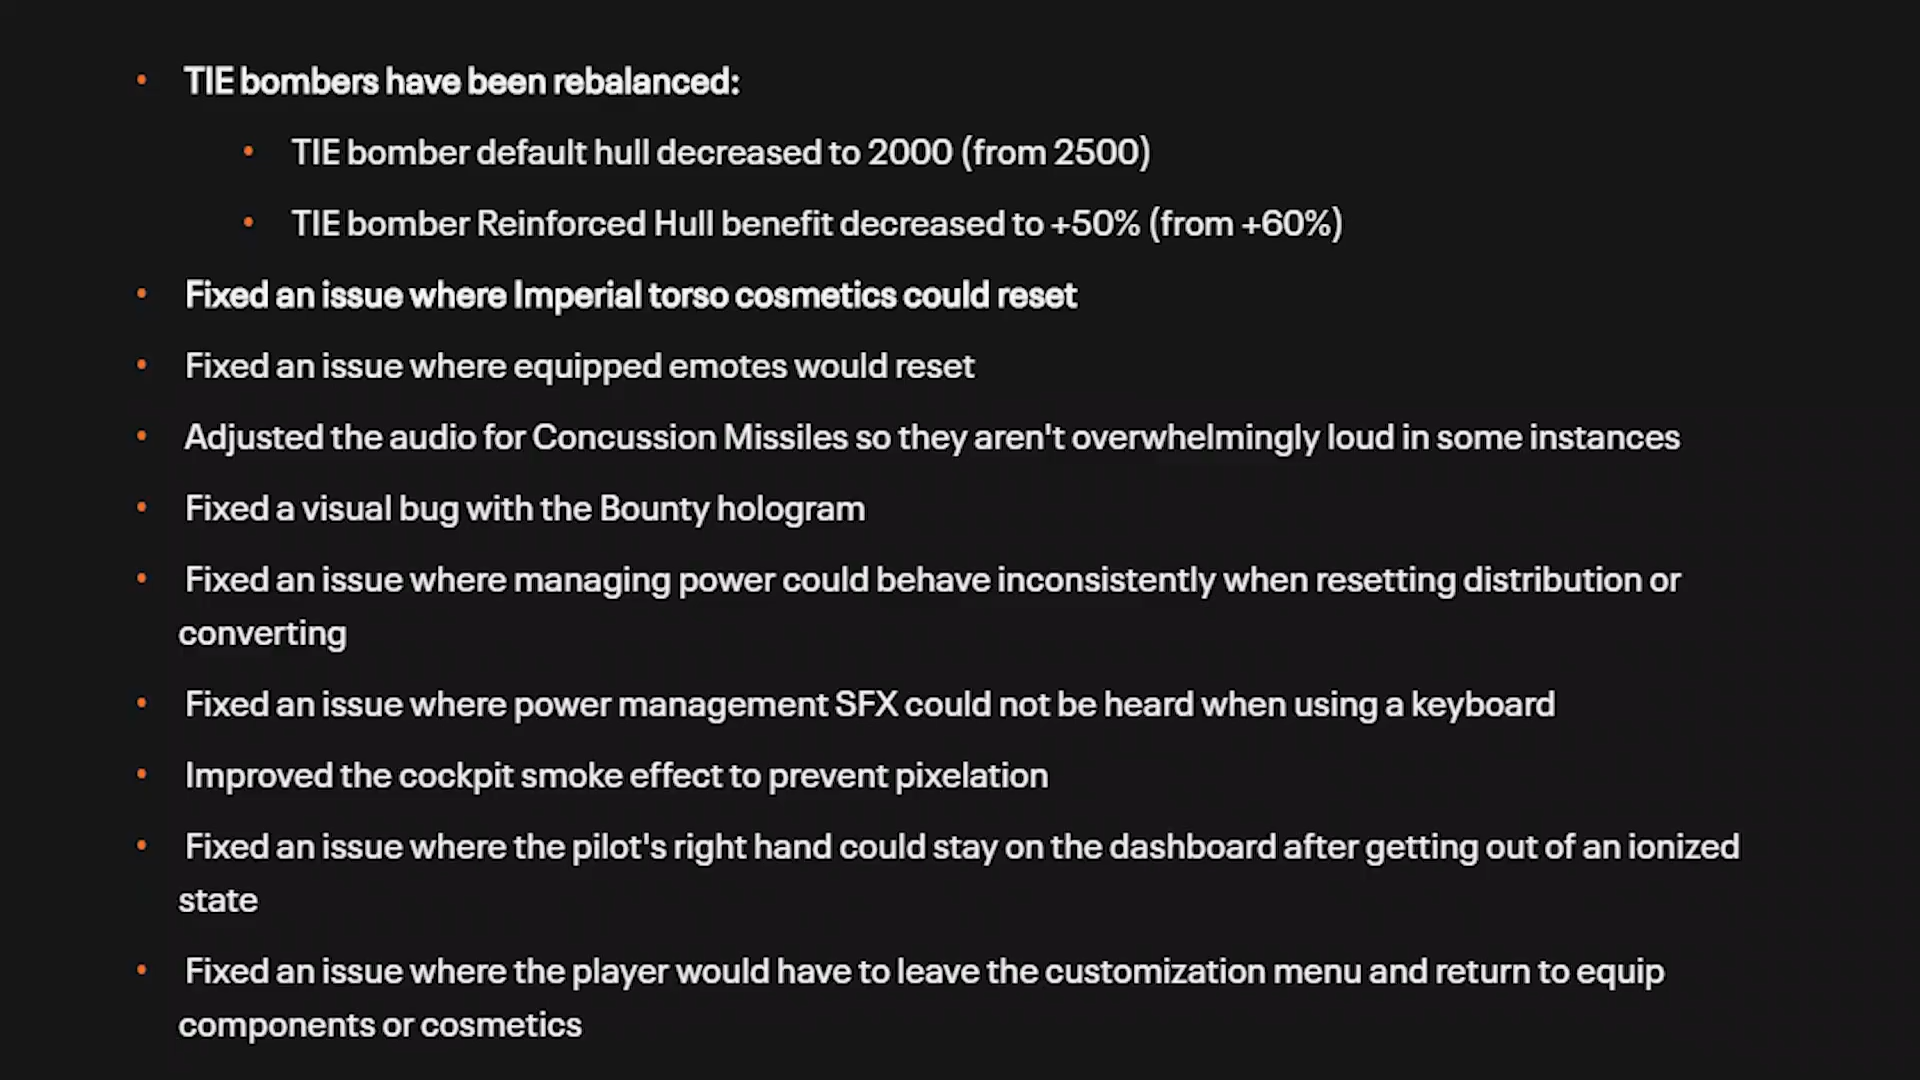 • TIE bombers have been rebalanced:
• TIE bomber default hull decreased to 2000 (from 2500)
• TIE bomber Reinforced Hull benefit decreased to +50% (from +60%)
• Fixed an issue where Imperial torso cosmetics could reset
• Fixed an issue where equipped emotes would reset
• Adjusted the audio for Concussion Missiles so they aren't overwhelmingly loud in some instances
• Fixed a visual bug with the Bounty hologram
• Fixed an issue where managing power could behave inconsistently when resetting distribution or
converting
• Fixed an issue where power management SFX could not be heard when using a keyboard
• Improved the cockpit smoke effect to prevent pixelation
• Fixed an issue where the pilot's right hand could stay on the dashboard after getting out of an ionized
state
• Fixed an issue where the player would have to leave the customization menu and return to equip
components or cosmetics